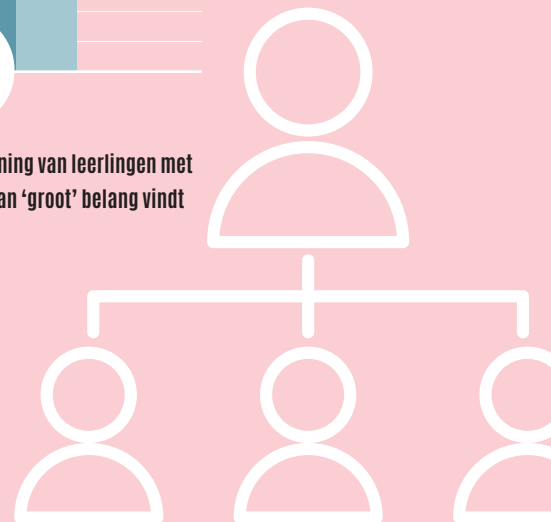 ning van leerlingen met
an ‘groot’ belang vindt